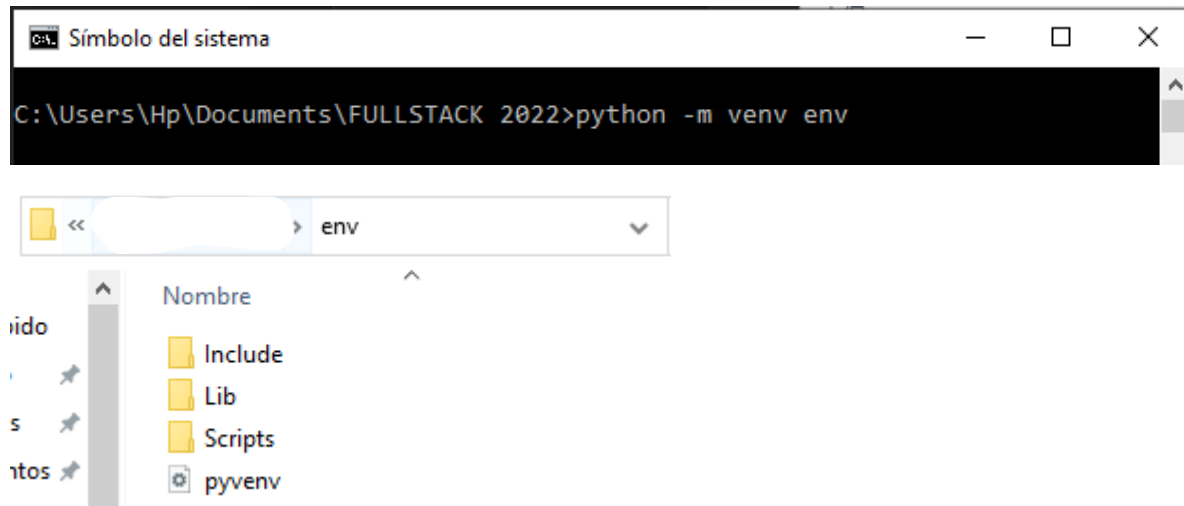 Símbolo del sistema
C:\Users\Hp\Documents\FULLSTACK 2022>python -m venv env
« > env
Nombre
Include
Lib
Scripts
pyvenv